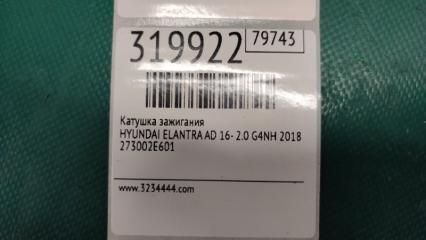 319922 79743
Катушка зажигания
HYUNDAI ELANTRA AD 16- 2.0 G4NH 2018
273002E601
www.3234444.com